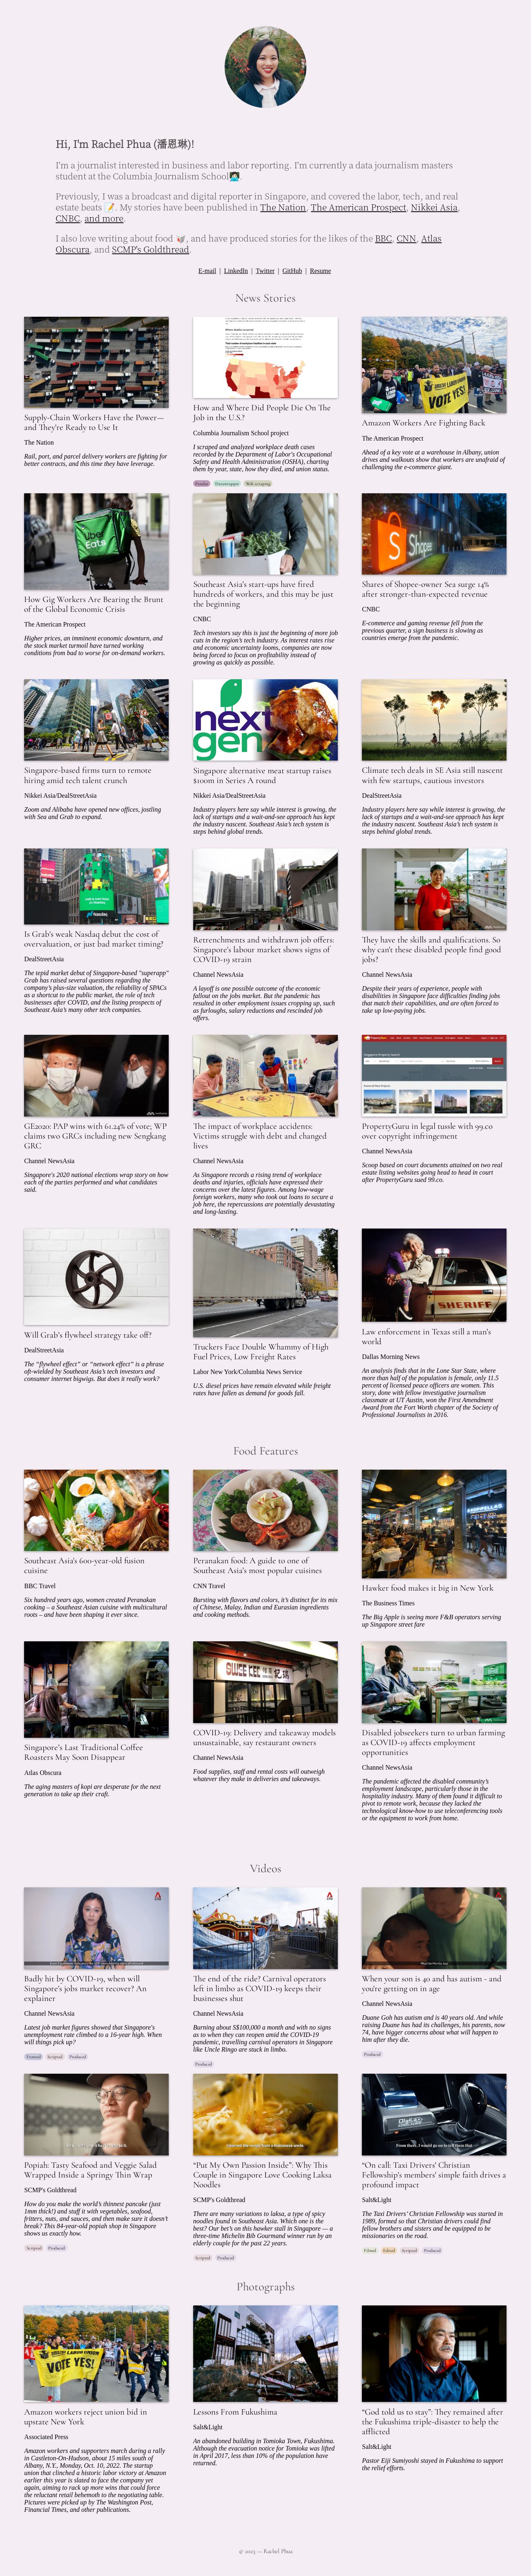 Hi, I'm Rachel Phua (潘恩琳)!
I'm a journalist interested in business and labor reporting. I'm currently a data journalism masters
student at the Columbia Journalism School👩🏻‍💻.
Previously, I was a broadcast and digital reporter in Singapore, and covered the labor, tech, and real
estate beats 📝. My stories have been published in The Nation, The American Prospect, Nikkei Asia,
CNBC, and more.
I also love writing about food 🥡, and have produced stories for the likes of the BBC, CNN, Atlas
Obscura, and SCMP's Goldthread.
E-mail | LinkedIn | Twitter | GitHub | Resume
News Stories
Supply-Chain Workers Have the Power—
and They're Ready to Use It
The Nation
Rail, port, and parcel delivery workers are fighting for
better contracts, and this time they have leverage.
How and Where Did People Die On The
Job in the U.S.?
Columbia Journalism School project
I scraped and analyzed workplace death cases
recorded by the Department of Labor's Occupational
Safety and Health Administration (OSHA), charting
them by year, state, how they died, and union status.
Pandas Datawrapper Web scraping
VOTE YES!
Amazon Workers Are Fighting Back
The American Prospect
Ahead of a key vote at a warehouse in Albany, union
drives and walkouts show that workers are unafraid of
challenging the e-commerce giant.
Uber
Eats
How Gig Workers Are Bearing the Brunt
of the Global Economic Crisis
The American Prospect
Higher prices, an imminent economic downturn, and
the stock market turmoil have turned working
conditions from bad to worse for on-demand workers.
Southeast Asia's start-ups have fired
hundreds of workers, and this may be just
the beginning
CNBC
Tech investors say this is just the beginning of more job
cuts in the region's tech industry. As interest rates rise
and economic uncertainty looms, companies are now
being forced to focus on profitability instead of
growing as quickly as possible.
Shopee
Shares of Shopee-owner Sea surge 14%
after stronger-than-expected revenue
CNBC
E-commerce and gaming revenue fell from the
previous quarter, a sign business is slowing as
countries emerge from the pandemic.
Singapore-based firms turn to remote
hiring amid tech talent crunch
Nikkei Asia/DealStreetAsia
Zoom and Alibaba have opened new offices, jostling
with Sea and Grab to expand.
next
gen
Singapore alternative meat startup raises
$100m in Series A round
Nikkei Asia/DealStreetAsia
Industry players here say while interest is growing, the
lack of startups and a wait-and-see approach has kept
the industry nascent. Southeast Asia's tech system is
steps behind global trends.
Climate tech deals in SE Asia still nascent
with few startups, cautious investors
DealStreetAsia
Industry players here say while interest is growing, the
lack of startups and a wait-and-see approach has kept
the industry nascent. Southeast Asia's tech system is
steps behind global trends.
Is Grab's weak Nasdaq debut the cost of
overvaluation, or just bad market timing?
DealStreetAsia
The tepid market debut of Singapore-based "superapp"
Grab has raised several questions regarding the
company's plus-size valuation, the reliability of SPACs
as a shortcut to the public market, the role of tech
businesses after COVID, and the listing prospects of
Southeast Asia's many other tech companies.
Retrenchments and withdrawn job offers:
Singapore's labour market shows signs of
COVID-19 strain
Channel NewsAsia
A layoff is one possible outcome of the economic
fallout on the jobs market. But the pandemic has
resulted in other employment issues cropping up, such
as furloughs, salary reductions and rescinded job
offers.
They have the skills and qualifications. So
why can't these disabled people find good
jobs?
Channel NewsAsia
Despite their years of experience, people with
disabilities in Singapore face difficulties finding jobs
that match their capabilities, and are often forced to
take up low-paying jobs.
GE2020: PAP wins with 61.24% of vote; WP
claims two GRCs including new Sengkang
GRC
Channel NewsAsia
Singapore's 2020 national elections wrap story on how
each of the parties performed and what candidates
said.
The impact of workplace accidents:
Victims struggle with debt and changed
lives
Channel NewsAsia
As Singapore records a rising trend of workplace
deaths and injuries, officials have expressed their
concerns over the latest figures. Among low-wage
foreign workers, many who took out loans to secure a
job here, the repercussions are potentially devastating
and long-lasting.
PropertyGuru in legal tussle with 99.co
over copyright infringement
Channel NewsAsia
Scoop based on court documents attained on two real
estate listing websites going head to head in court
after PropertyGuru sued 99.co.
Will Grab's flywheel strategy take off?
DealStreetAsia
The “flywheel effect” or “network effect” is a phrase
oft-wielded by Southeast Asia's tech investors and
consumer internet bigwigs. But does it really work?
Truckers Face Double Whammy of High
Fuel Prices, Low Freight Rates
Labor New York/Columbia News Service
U.S. diesel prices have remain elevated while freight
rates have fallen as demand for goods fall.
SHERIFF
Law enforcement in Texas still a man's
world
Dallas Morning News
An analysis finds that in the Lone Star State, where
more than half of the population is female, only 11.5
percent of licensed peace officers are women. This
story, done with fellow investigative journalism
classmate at UT Austin, won the First Amendment
Award from the Fort Worth chapter of the Society of
Professional Journalists in 2016.
Food Features
Southeast Asia's 600-year-old fusion
cuisine
BBC Travel
Six hundred years ago, women created Peranakan
cooking – a Southeast Asian cuisine with multicultural
roots – and have been shaping it ever since.
Peranakan food: A guide to one of
Southeast Asia's most popular cuisines
CNN Travel
Bursting with flavors and colors, it's distinct for its mix
of Chinese, Malay, Indian and Eurasian ingredients
and cooking methods.
Hawker food makes it big in New York
The Business Times
The Big Apple is seeing more F&B operators serving
up Singapore street fare
Singapore's Last Traditional Coffee
Roasters May Soon Disappear
Atlas Obscura
The aging masters of kopi are desperate for the next
generation to take up their craft.
SWEE KEE
COVID-19: Delivery and takeaway models
unsustainable, say restaurant owners
Channel NewsAsia
Food supplies, staff and rental costs will outweigh
whatever they make in deliveries and takeaways.
Disabled jobseekers turn to urban farming
as COVID-19 affects employment
opportunities
Channel NewsAsia
The pandemic affected the disabled community's
employment landscape, particularly those in the
hospitality industry. Many of them found it difficult to
pivot to remote work, because they lacked the
technological know-how to use teleconferencing tools
or the equipment to work from home.
Videos
Badly hit by COVID-19, when will
Singapore's jobs market recover? An
explainer
Channel NewsAsia
Latest job market figures showed that Singapore's
unemployment rate climbed to a 16-year high. When
will things pick up?
Fronted Scripted Produced
The end of the ride? Carnival operators
left in limbo as COVID-19 keeps their
businesses shut
Channel NewsAsia
Burning about S$100,000 a month and with no signs
as to when they can reopen amid the COVID-19
pandemic, travelling carnival operators in Singapore
like Uncle Ringo are stuck in limbo.
Produced
When your son is 40 and has autism - and
you're getting on in age
Channel NewsAsia
Duane Goh has autism and is 40 years old. And while
raising Duane has had its challenges, his parents, now
74, have bigger concerns about what will happen to
him after they die.
Produced
Popiah: Tasty Seafood and Veggie Salad
Wrapped Inside a Springy Thin Wrap
SCMP's Goldthread
How do you make the world's thinnest pancake (just
1mm thick!) and stuff it with vegetables, seafood,
fritters, nuts, and sauces, and then make sure it doesn't
break? This 84-year-old popiah shop in Singapore
shows us exactly how.
Scripted Produced
“Put My Own Passion Inside”: Why This
Couple in Singapore Love Cooking Laksa
Noodles
SCMP's Goldthread
There are many variations to laksa, a type of spicy
noodles found in Southeast Asia. Which one is the
best? Our bet's on this hawker stall in Singapore — a
three-time Michelin Bib Gourmand winner run by an
elderly couple for the past 22 years.
Scripted Produced
“On call: Taxi Drivers' Christian
Fellowship's members' simple faith drives a
profound impact
Salt&Light
The Taxi Drivers' Christian Fellowship was started in
1989, formed so that Christian drivers could find
fellow brothers and sisters and be equipped to be
missionaries on the road.
Filmed Edited Scripted Produced
Photographs
VOTE YES!
Amazon workers reject union bid in
upstate New York
Associated Press
Amazon workers and supporters march during a rally
in Castleton-On-Hudson, about 15 miles south of
Albany, N.Y., Monday, Oct. 10, 2022. The startup
union that clinched a historic labor victory at Amazon
earlier this year is slated to face the company yet
again, aiming to rack up more wins that could force
the reluctant retail behemoth to the negotiating table.
Pictures were picked up by The Washington Post,
Financial Times, and other publications.
Lessons From Fukushima
Salt&Light
An abandoned building in Tomioka Town, Fukushima.
Although the evacuation notice for Tomioka was lifted
in April 2017, less than 10% of the population have
returned.
“God told us to stay”: They remained after
the Fukushima triple-disaster to help the
afflicted
Salt&Light
Pastor Eiji Sumiyoshi stayed in Fukushima to support
the relief efforts.
© 2023 — Rachel Phua